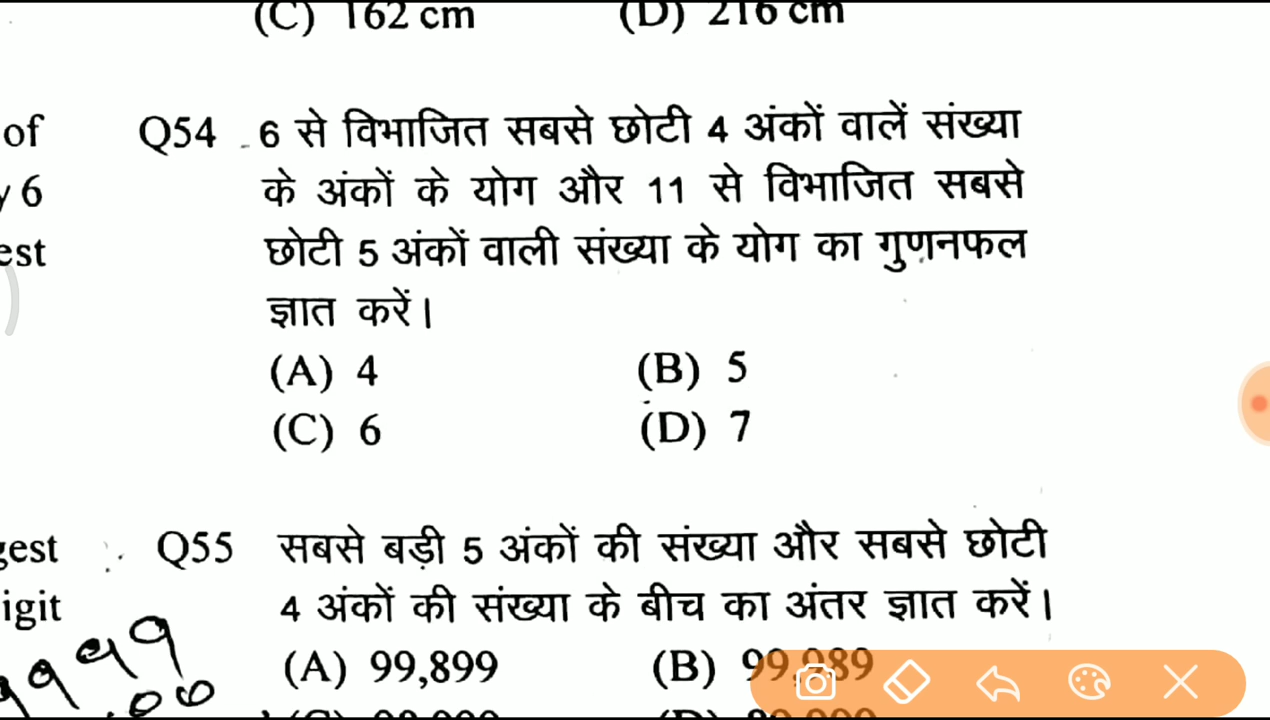 (C) 162 cm (D) 216 cm
of Q54 6 से विभाजित सबसे छोटी 4 अंकों वालें संख्या
y 6 के अंकों के योग और 11 से विभाजित सबसे
est छोटी 5 अंकों वाली संख्या के योग का गुणनफल
ज्ञात करें।
(A) 4 (B) 5
(C) 6 (D) 7
gest Q55 सबसे बड़ी 5 अंकों की संख्या और सबसे छोटी
igit 4 अंकों की संख्या के बीच का अंतर ज्ञात करें।
(A) 99,899 (B) 99,989